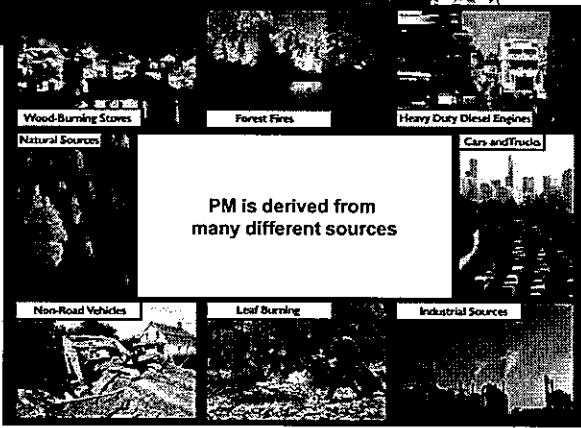 Wood-Burning Stoves
Forest Fires
Heavy Duty Diesel Engines
Natural Sources
Cars and Trucks
PM is derived from
many different sources
Non-Road Vehicles
Leaf Burning
Industrial Sources